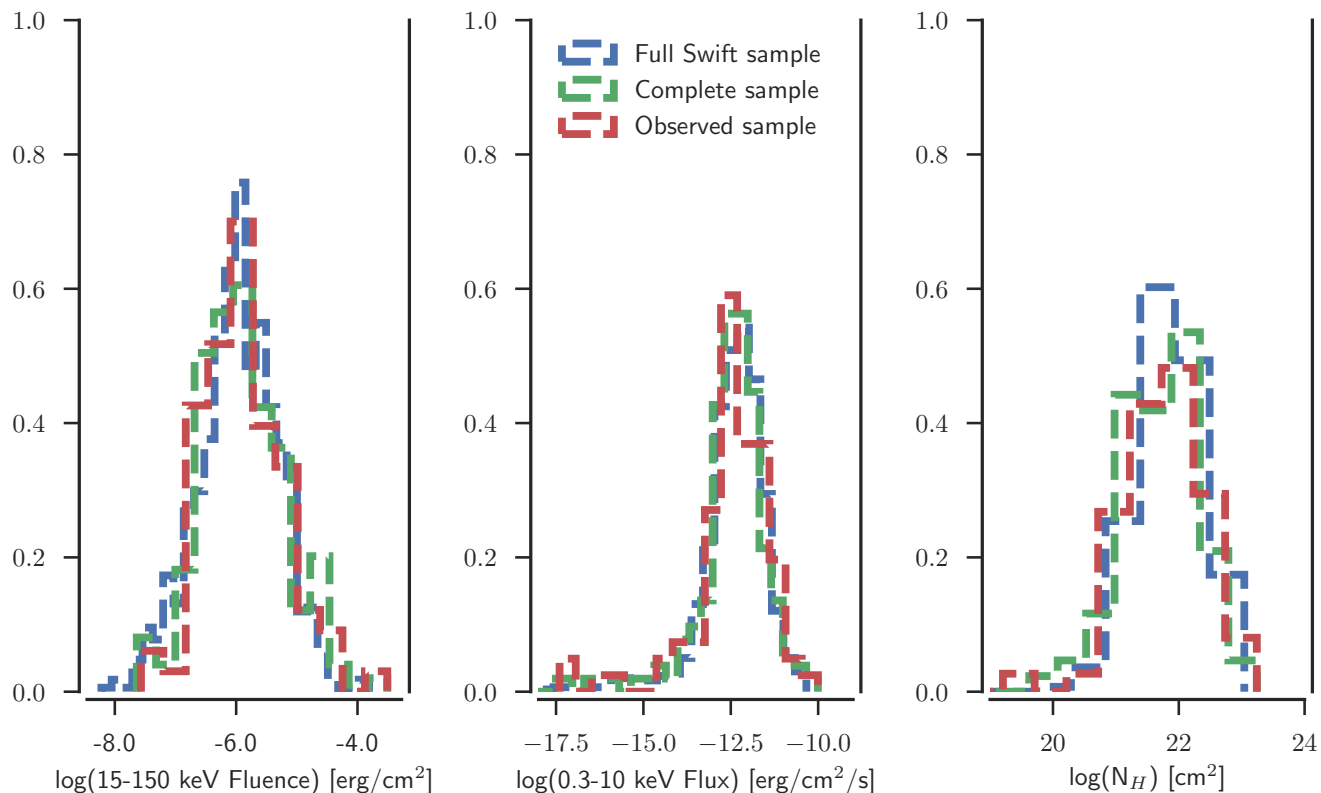 1.0
0.8
0.6
0.4
0.2
0.0
-8.0 -6.0 -4.0
log(15-150 keV Fluence) [erg/cm²]
1.0
0.8
0.6
0.4
0.2
0.0
Full Swift sample
Complete sample
Observed sample
−17.5 −15.0 −12.5 −10.0
log(0.3-10 keV Flux) [erg/cm²/s]
1.0
0.8
0.6
0.4
0.2
0.0
20 22 24
log(N_H) [cm²]